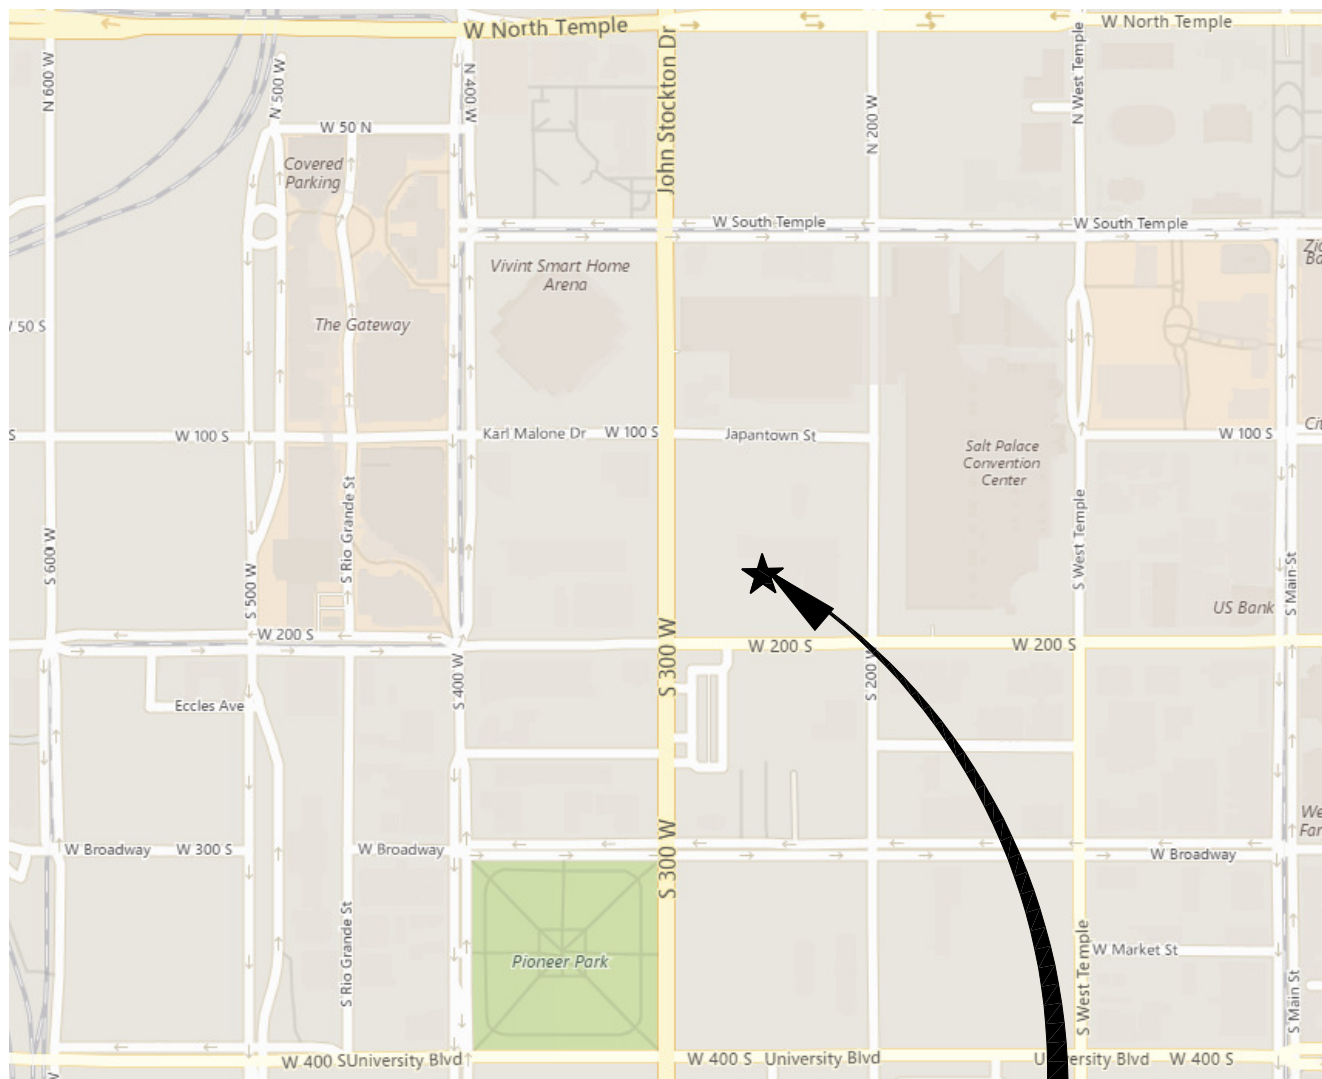 W North Temple
W North Temple
N 600 W
N 500 W
N 400 W
John Stockton Dr
N 200 W
N West Temple
W 50 N
Covered
Parking
W South Temple
W South Temple
Vivint Smart Home
Arena
The Gateway
/ 50 S
S
W 100 S
Karl Malone Dr
W 100 S
Japantown St
W 100 S
Salt Palace
Convention
Center
S 600 W
S 500 W
S Rio Grande St
S West Temple
S Main St
US Bank
W 200 S
W 200 S
W 200 S
S 400 W
S 300 W
S 200 W
Eccles Ave
W Broadway
W 300 S
W Broadway
S 300 W
W Broadway
S Rio Grande St
Pioneer Park
S West Temple
W Market St
S Main St
W 400 S
University Blvd
W 400 S
University Blvd
W 400 S